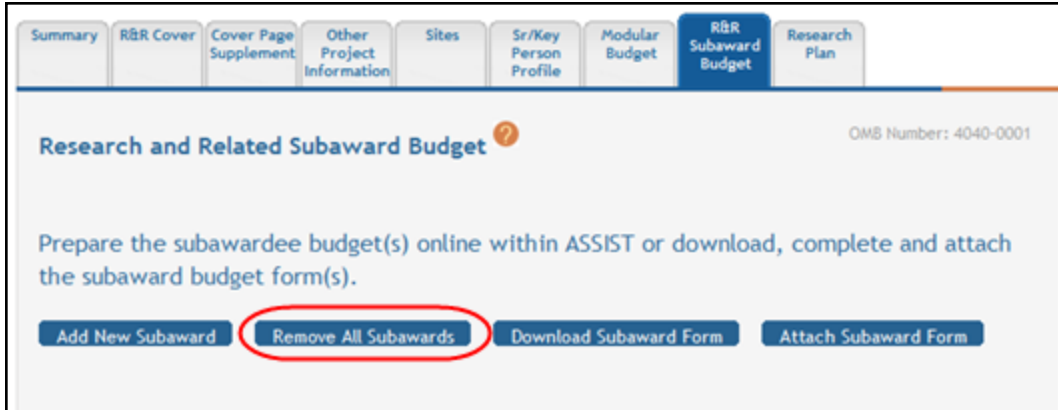 Summary
R&R Cover
Cover Page
Supplement
Other
Project
Information
Sites
Sr/Key
Person
Profile
Modular
Budget
R&R
Subaward
Budget
Research
Plan
Research and Related Subaward Budget ?
OMB Number: 4040-0001
Prepare the subawardee budget(s) online within ASSIST or download, complete and attach
the subaward budget form(s).
Add New Subaward
Remove All Subawards
Download Subaward Form
Attach Subaward Form